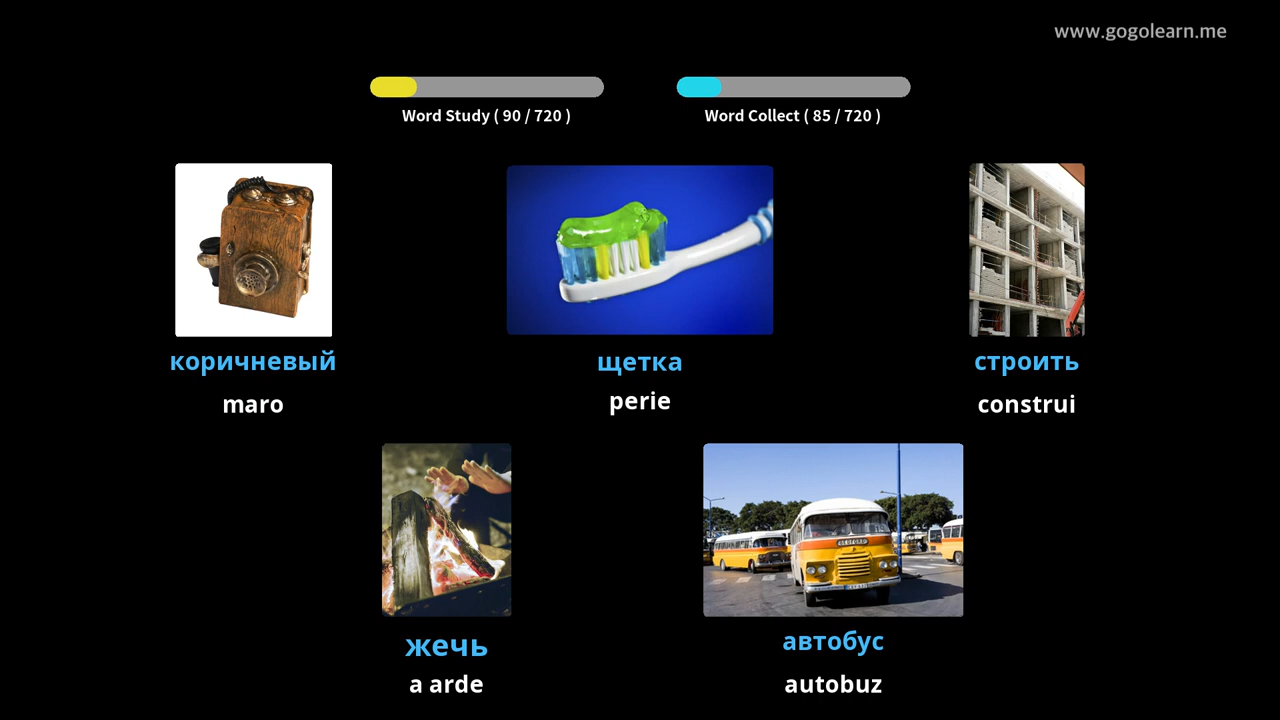 www.gogolearn.me
Word Study ( 90 / 720 )
Word Collect ( 85 / 720 )
коричневый
maro
щетка
perie
строить
construi
жечь
a arde
автобус
autobuz
BEDFORD